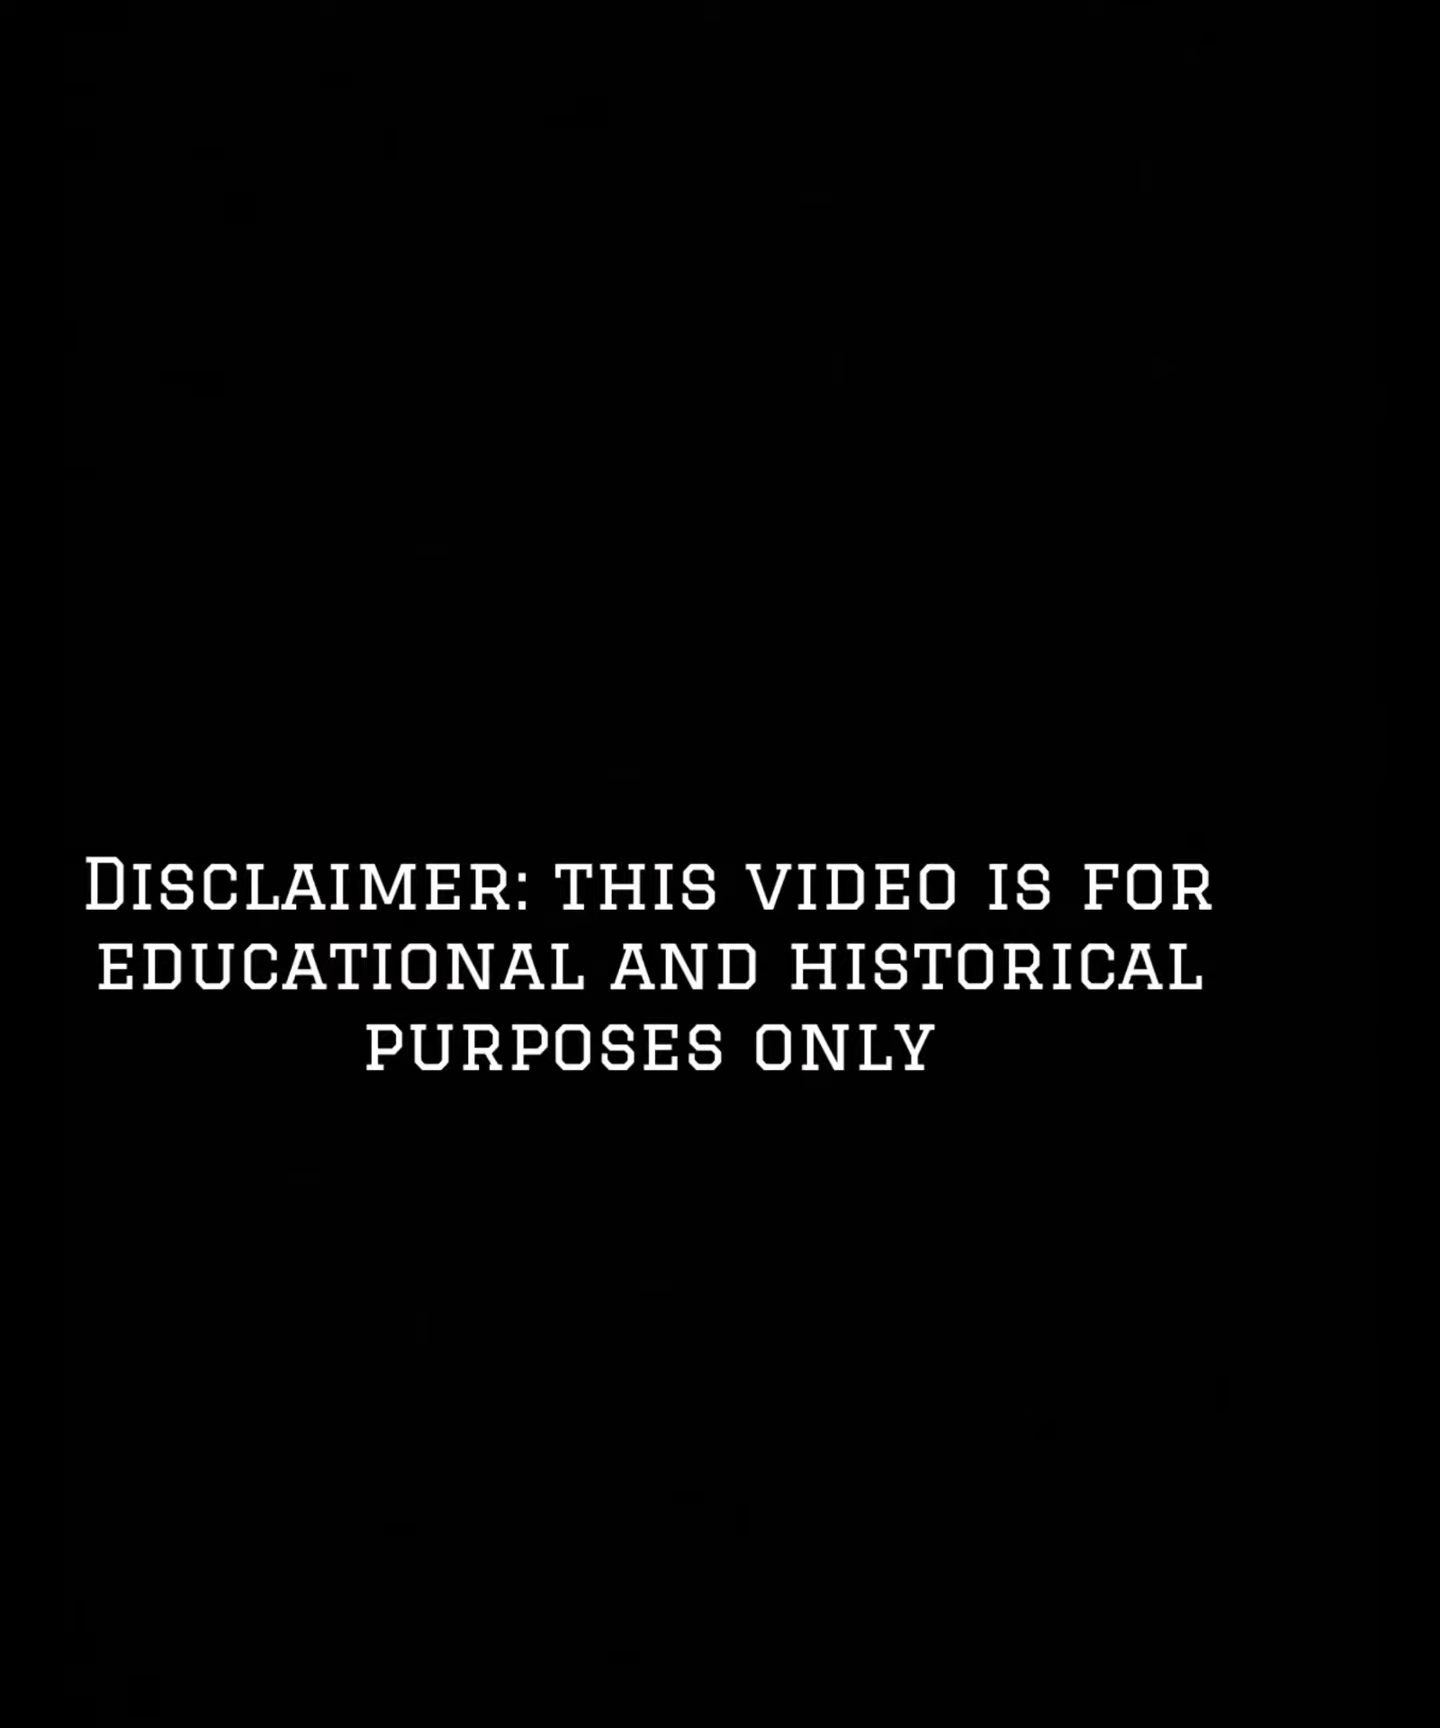 Disclaimer: this video is for
educational and historical
purposes only